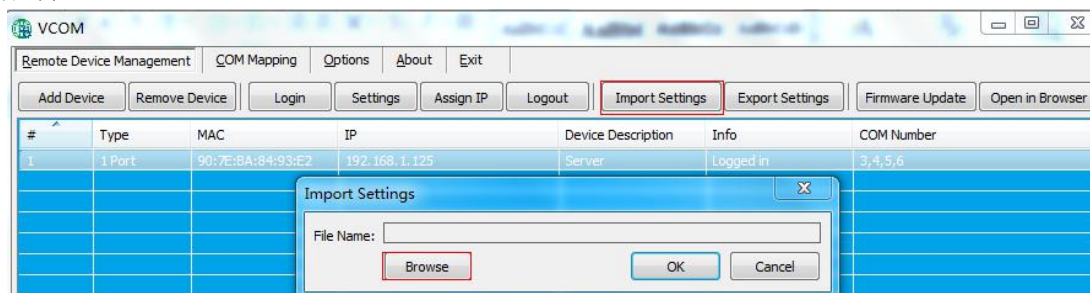 VCOM
Remote Device Management COM Mapping Options About Exit
Add Device Remove Device Login Settings Assign IP Logout Import Settings Export Settings Firmware Update Open in Browser
# Type MAC IP Device Description Info COM Number
1 1 Port 90:7E:BA:84:93:E2 192.168.1.125 Server Logged in 3,4,5,6
Import Settings
File Name:
Browse OK Cancel